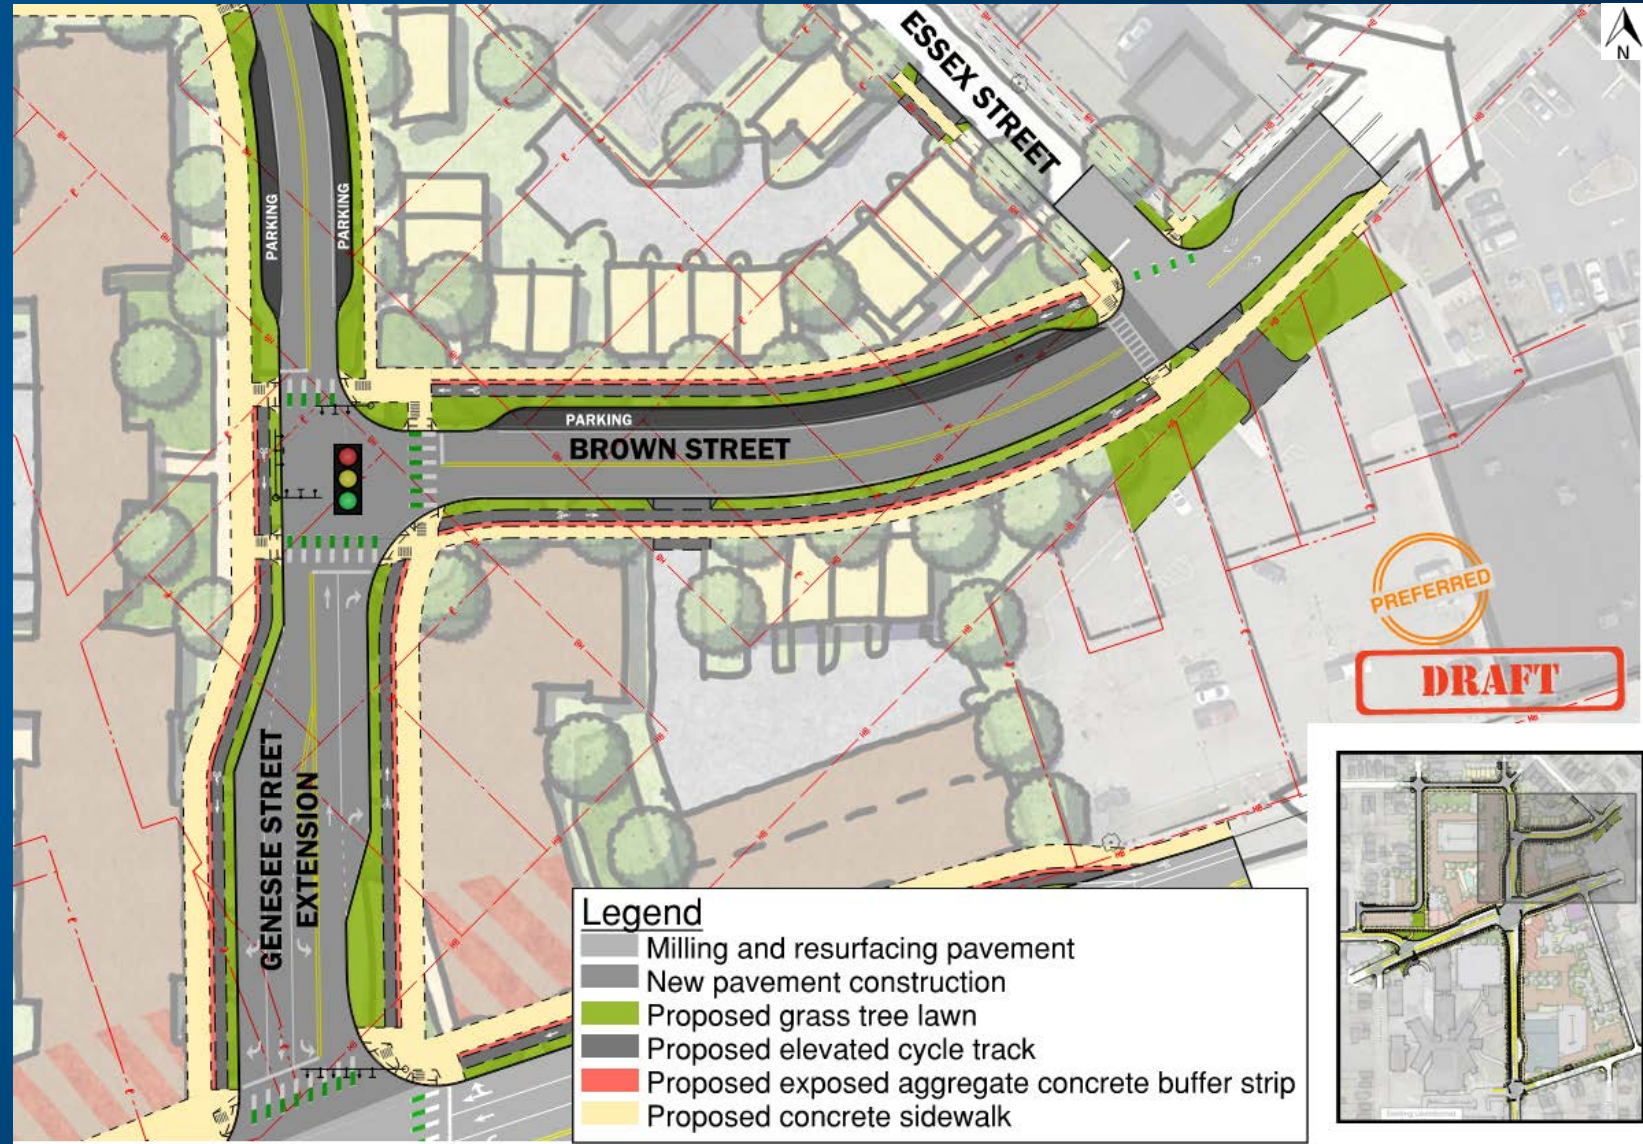 N
ESSEX STREET
PARKING
PARKING
PARKING
BROWN STREET
PREFERRED
DRAFT
GENESEE STREET
EXTENSION
Legend
Milling and resurfacing pavement
New pavement construction
Proposed grass tree lawn
Proposed elevated cycle track
Proposed exposed aggregate concrete buffer strip
Proposed concrete sidewalk